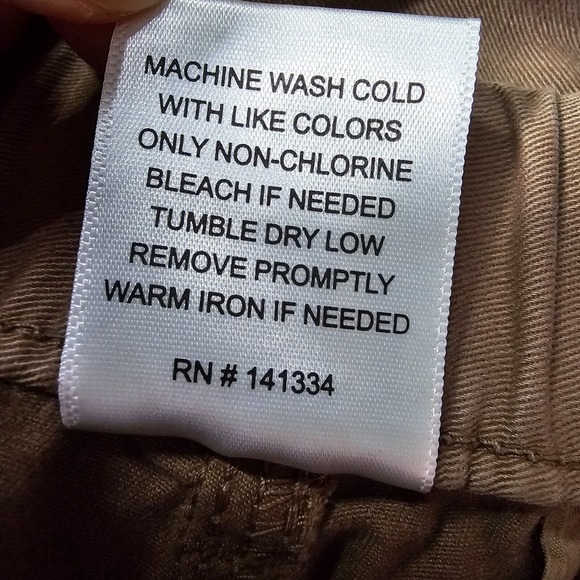 MACHINE WASH COLD
WITH LIKE COLORS
ONLY NON-CHLORINE
BLEACH IF NEEDED
TUMBLE DRY LOW
REMOVE PROMPTLY
WARM IRON IF NEEDED
RN # 141334